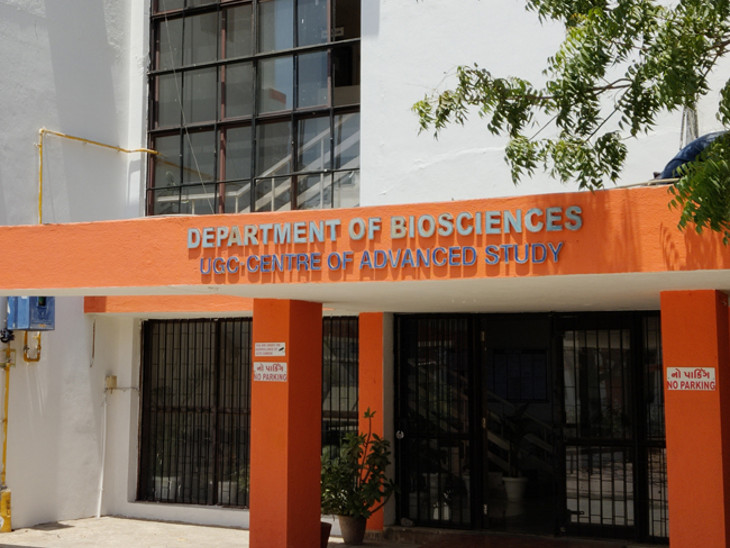 DEPARTMENT OF BIOSCIENCES
UGC-CENTRE OF ADVANCED STUDY
નો પાર્કિંગ
NO PARKING
નો પાર્કિંગ
NO PARKING